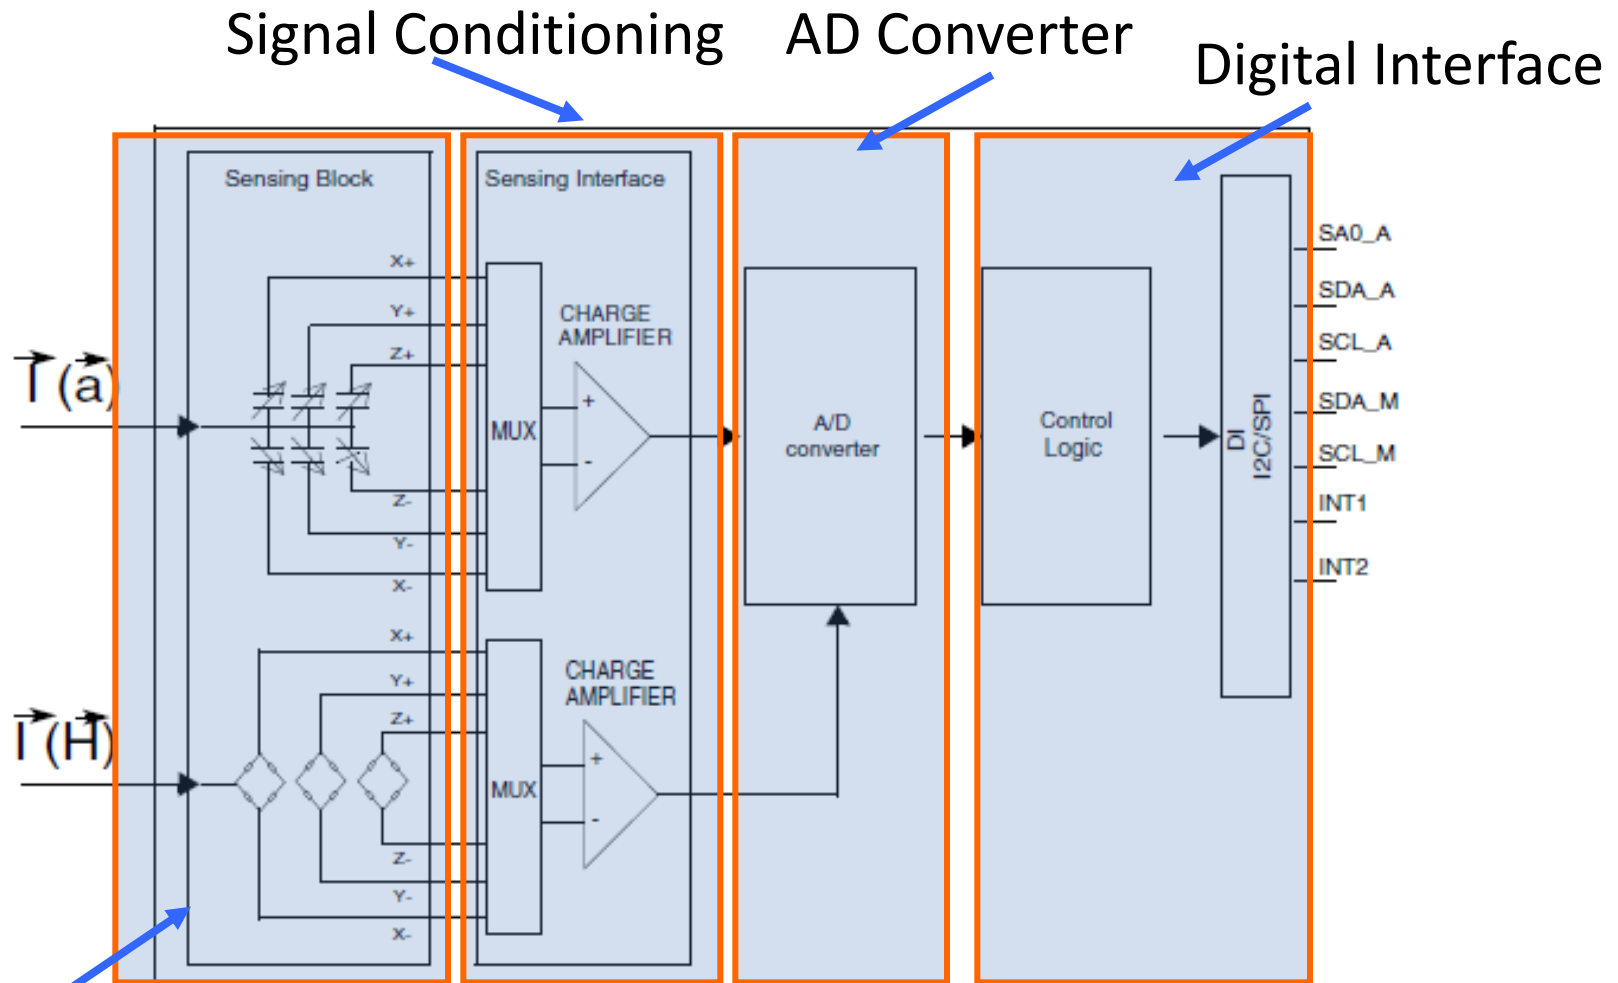 Signal Conditioning
AD Converter
Digital Interface
Sensing Block
Sensing Interface
X+
Y+
Z+
CHARGE
AMPLIFIER
I (a)
+
-
MUX
A/D
converter
Control
Logic
DI
I2C/SPI
SA0_A
SDA_A
SCL_A
SDA_M
SCL_M
INT1
INT2
Z-
Y-
X-
X+
Y+
Z+
CHARGE
AMPLIFIER
I (H)
+
-
MUX
Z-
Y-
X-